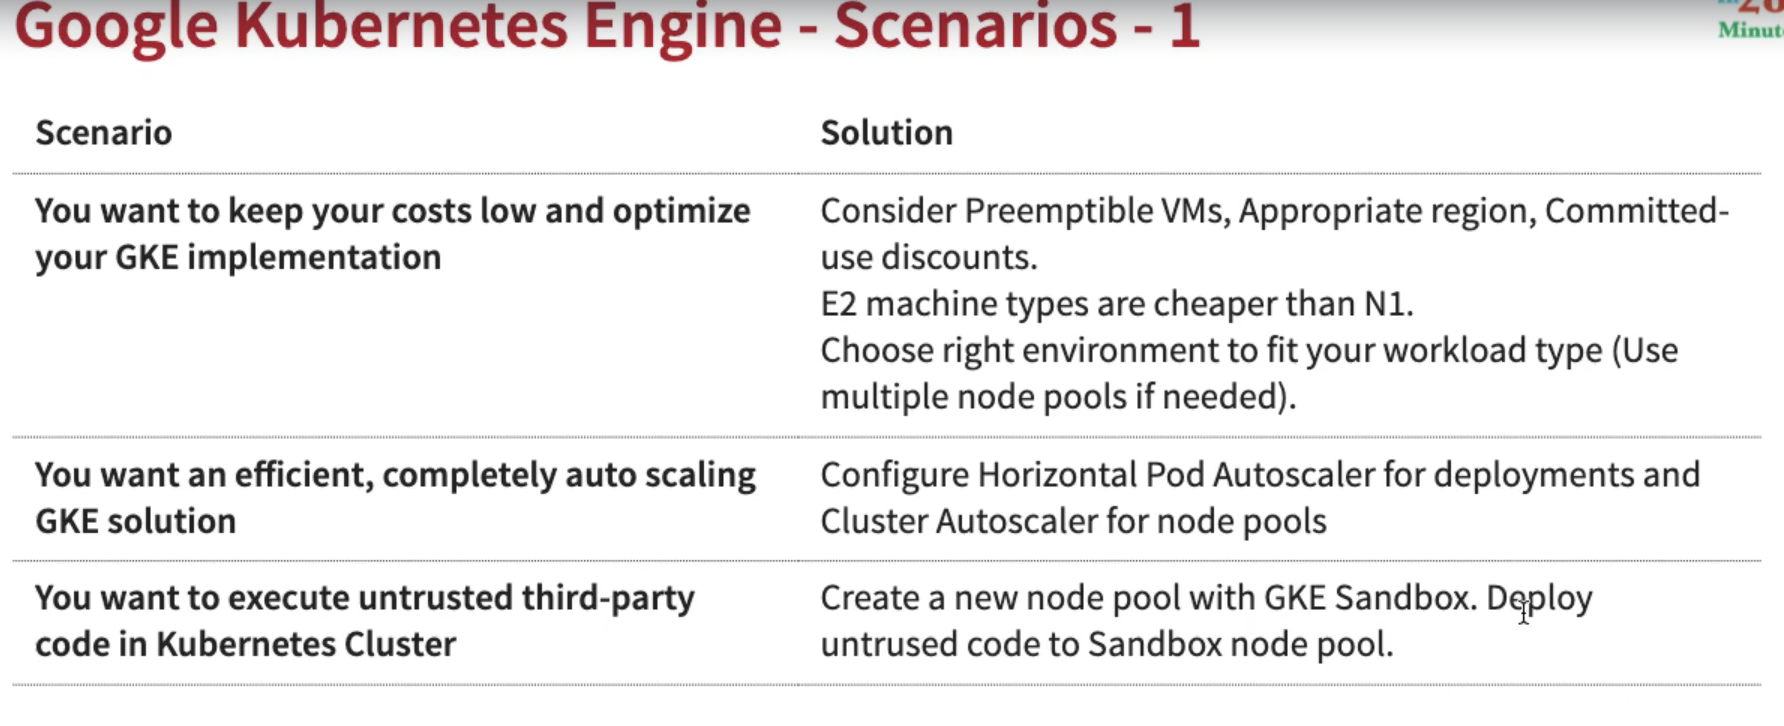 Google Kubernetes Engine - Scenarios - 1
Scenario
Solution
You want to keep your costs low and optimize
your GKE implementation
Consider Preemptible VMs, Appropriate region, Committed-
use discounts.
E2 machine types are cheaper than N1.
Choose right environment to fit your workload type (Use
multiple node pools if needed).
You want an efficient, completely auto scaling
GKE solution
Configure Horizontal Pod Autoscaler for deployments and
Cluster Autoscaler for node pools
You want to execute untrusted third-party
code in Kubernetes Cluster
Create a new node pool with GKE Sandbox. Deploy
untrused code to Sandbox node pool.